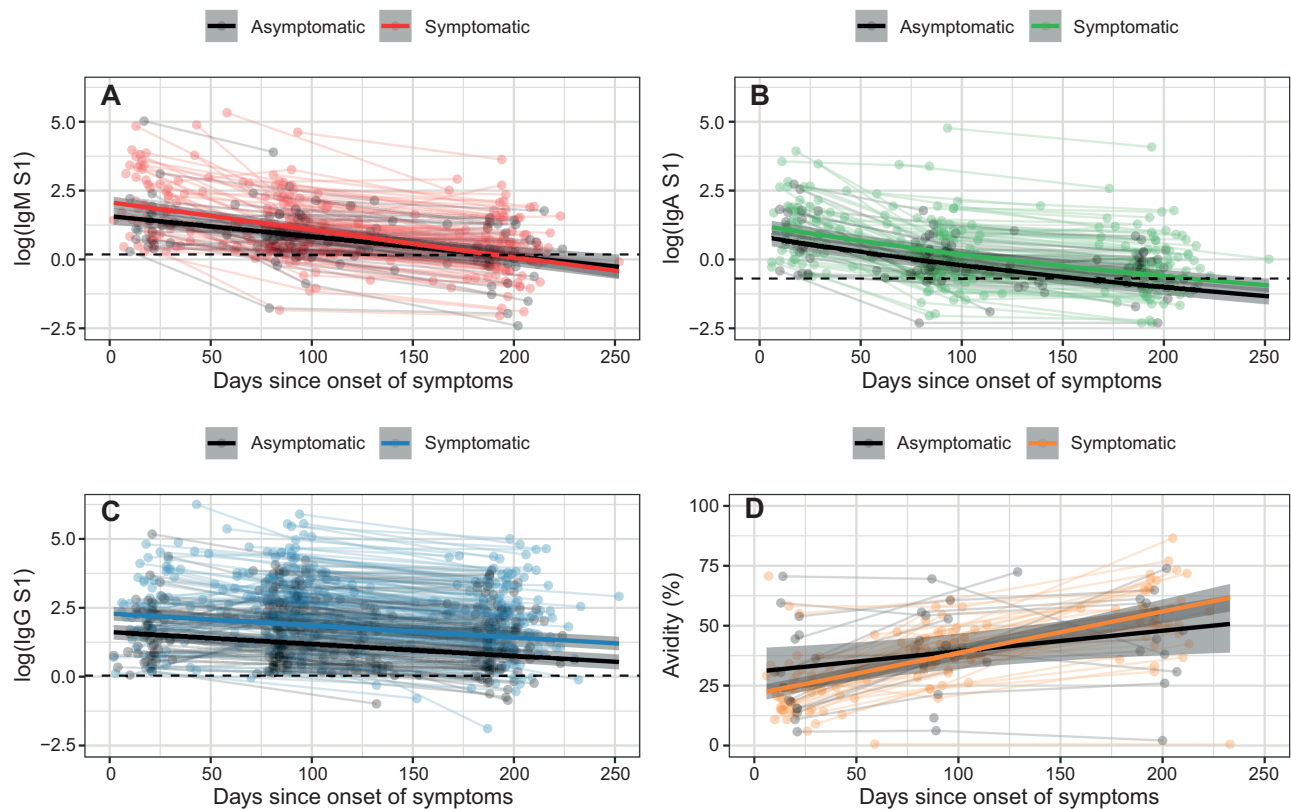 Asymptomatic Symptomatic
Asymptomatic Symptomatic
A
log(IgM S1)
5.0
2.5
0.0
−2.5
0 50 100 150 200 250
Days since onset of symptoms
B
log(IgA S1)
5.0
2.5
0.0
−2.5
0 50 100 150 200 250
Days since onset of symptoms
Asymptomatic Symptomatic
Asymptomatic Symptomatic
C
log(IgG S1)
5.0
2.5
0.0
−2.5
0 50 100 150 200 250
Days since onset of symptoms
D
Avidity (%)
100
75
50
25
0
0 50 100 150 200 250
Days since onset of symptoms